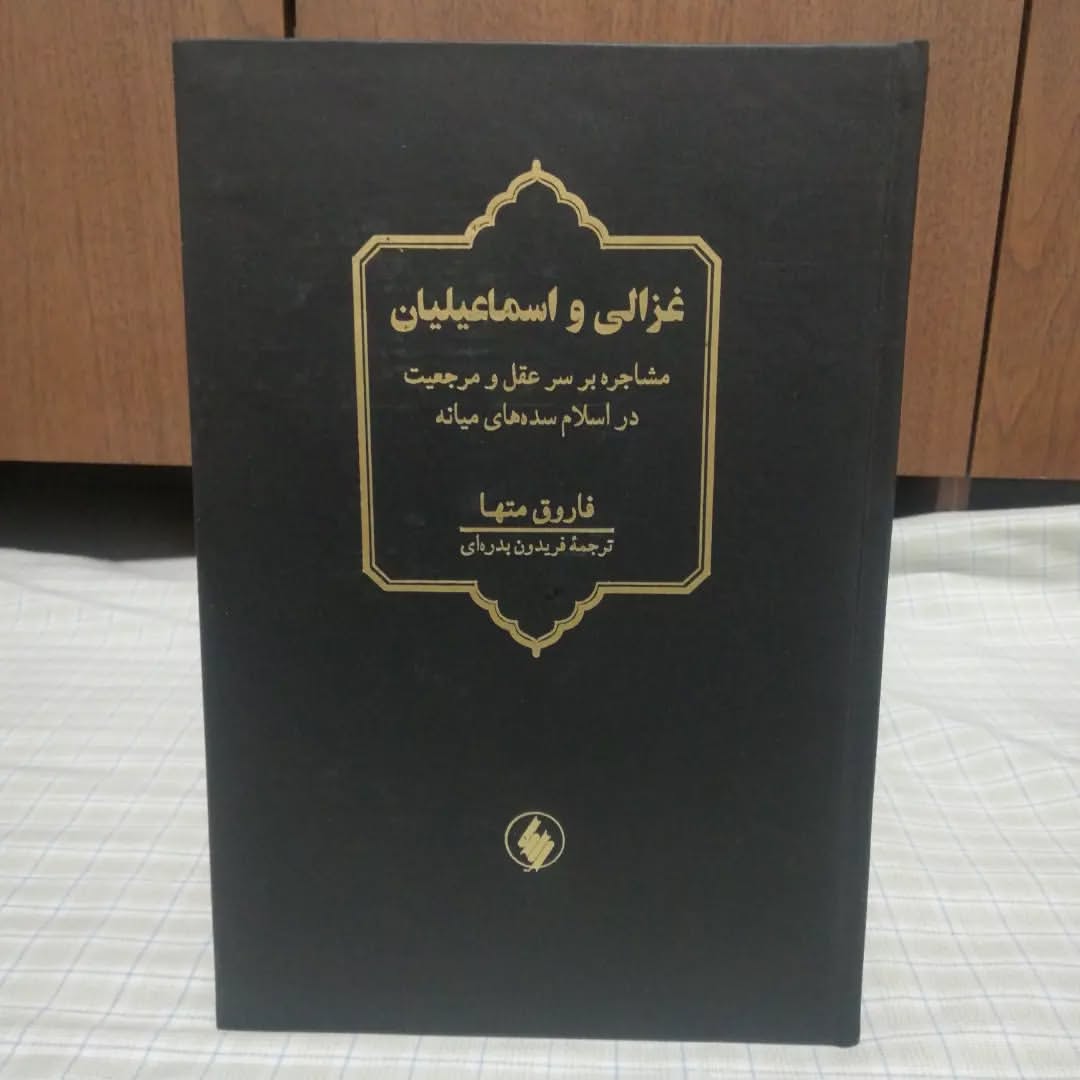 غزالی و اسماعیلیان
مشاجره بر سر عقل و مرجعیت
در اسلام سده‌های میانه
فاروق متها
ترجمهٔ فریدون بدره‌ای